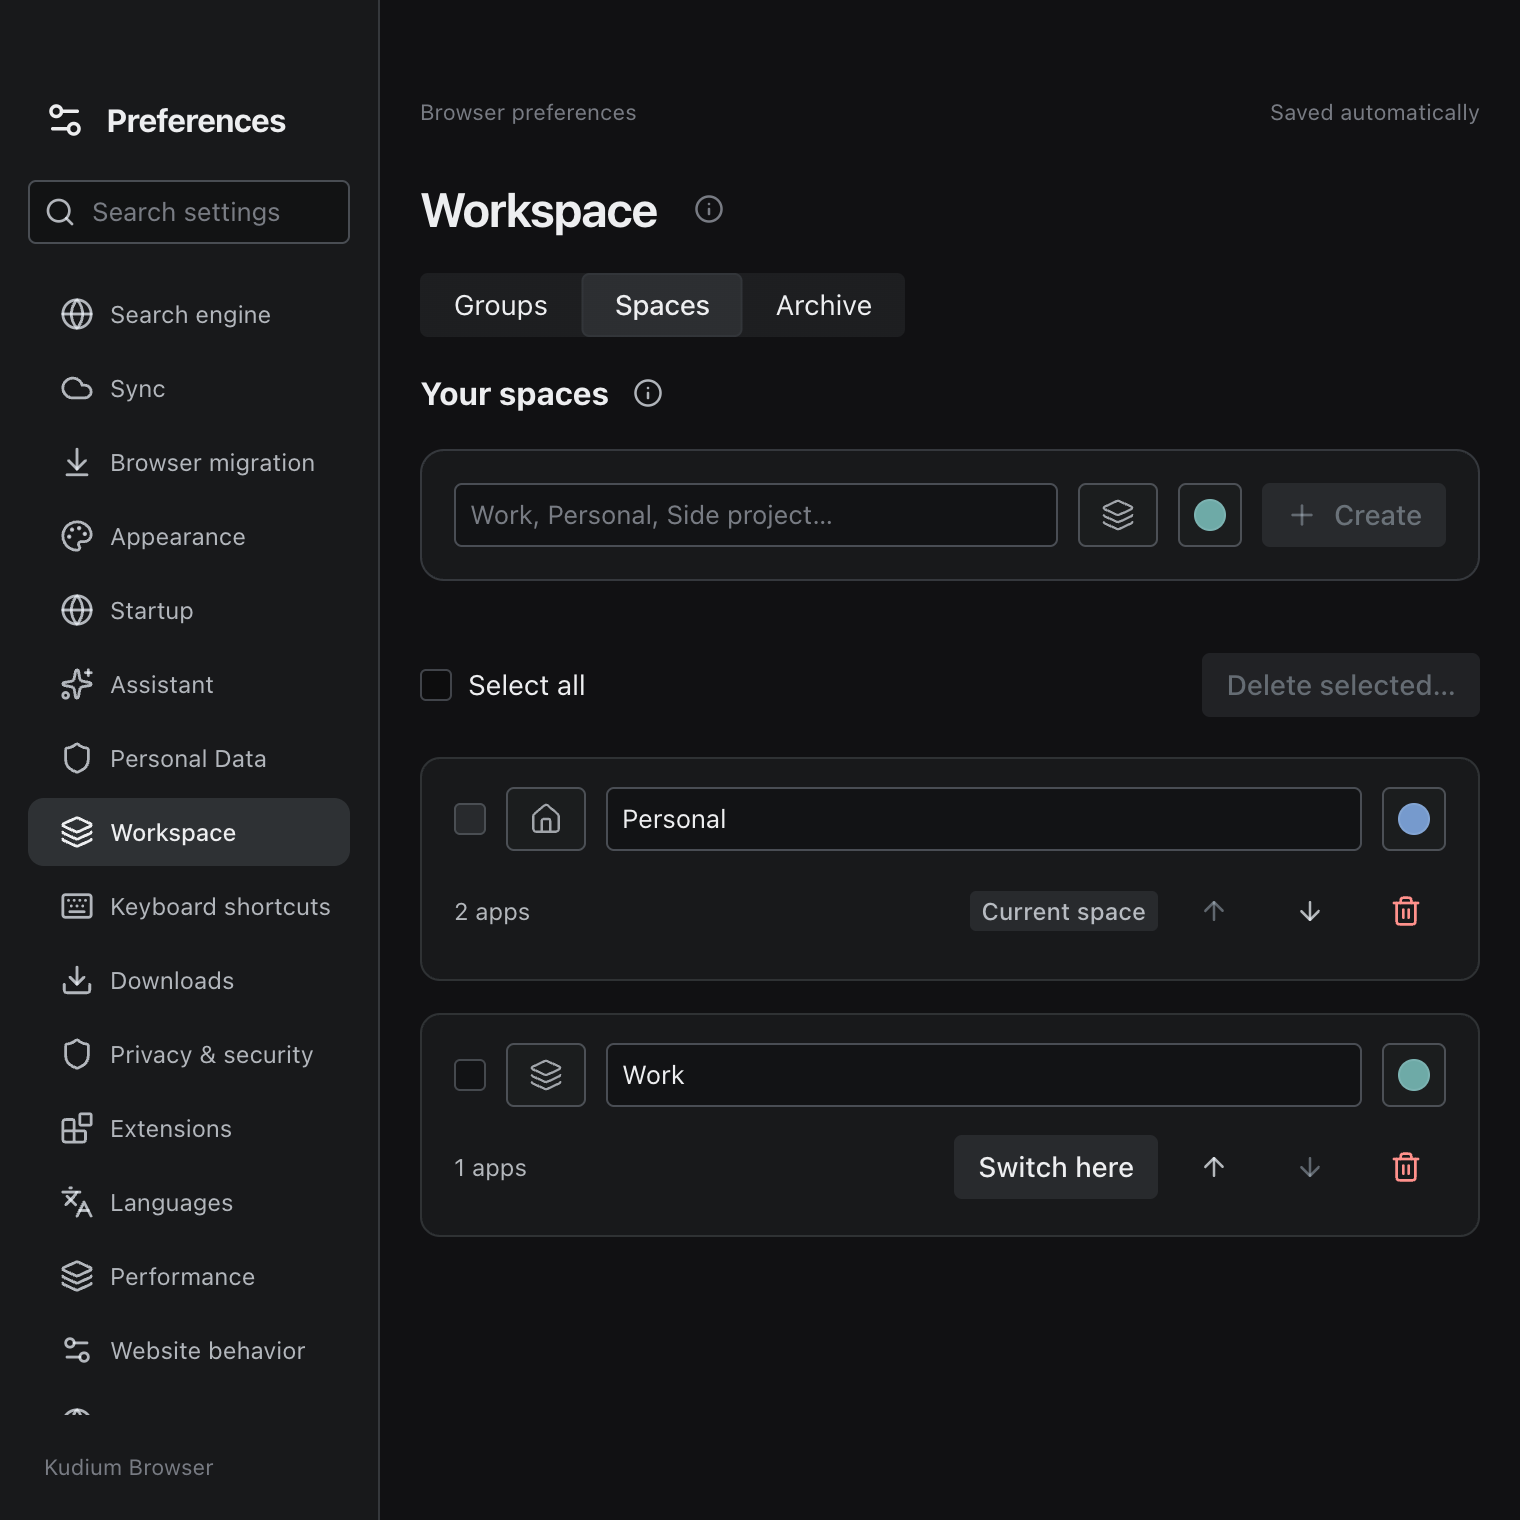 Preferences
Search settings
Search engine
Sync
Browser migration
Appearance
Startup
Assistant
Personal Data
Workspace
Keyboard shortcuts
Downloads
Privacy & security
Extensions
Languages
Performance
Website behavior
Kudium Browser
Browser preferences
Saved automatically
Workspace
Groups
Spaces
Archive
Your spaces
Work, Personal, Side project...
Create
Select all
Delete selected...
Personal
2 apps
Current space
Work
1 apps
Switch here